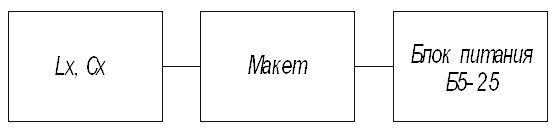 Lx, Cx
Макет
Блок питания
Б5-25